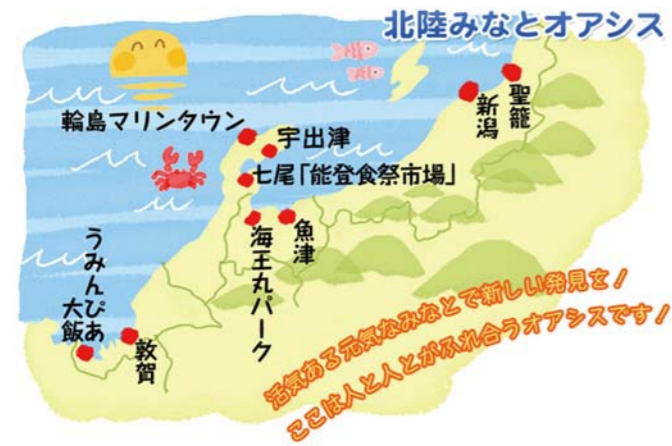 北陸みなとオアシス
聖籠
新潟
輪島マリンタウン
宇出津
七尾「能登食祭市場」
魚津
海王丸パーク
うみんぴあ
大飯
敦賀
活気ある元気なみなとで新しい発見を！
ここは人と人とがふれ合うオアシスです！